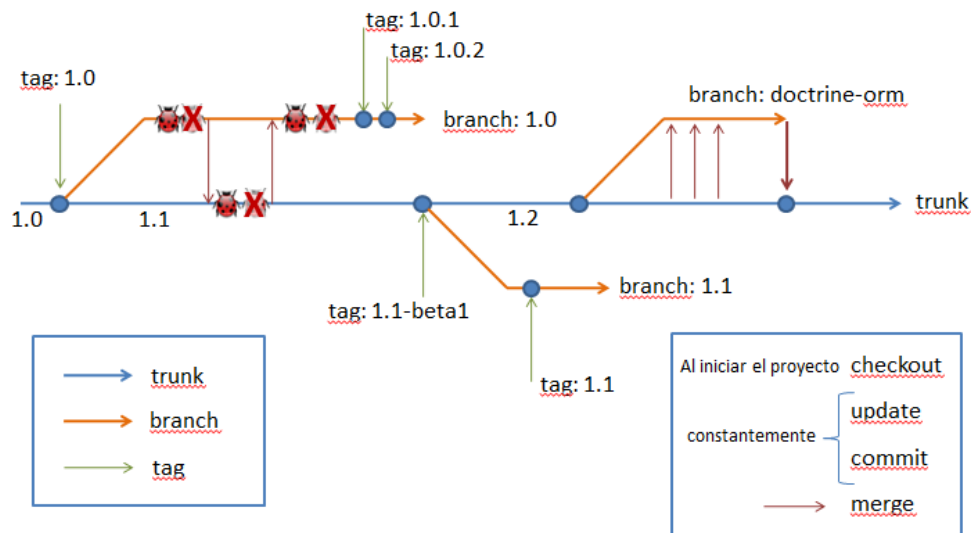 tag: 1.0.1
tag: 1.0.2
tag: 1.0
branch: doctrine-orm
branch: 1.0
1.0
1.1
1.2
trunk
branch: 1.1
tag: 1.1-beta1
tag: 1.1
trunk
branch
tag
Al iniciar el proyecto checkout
update
constantemente
commit
merge